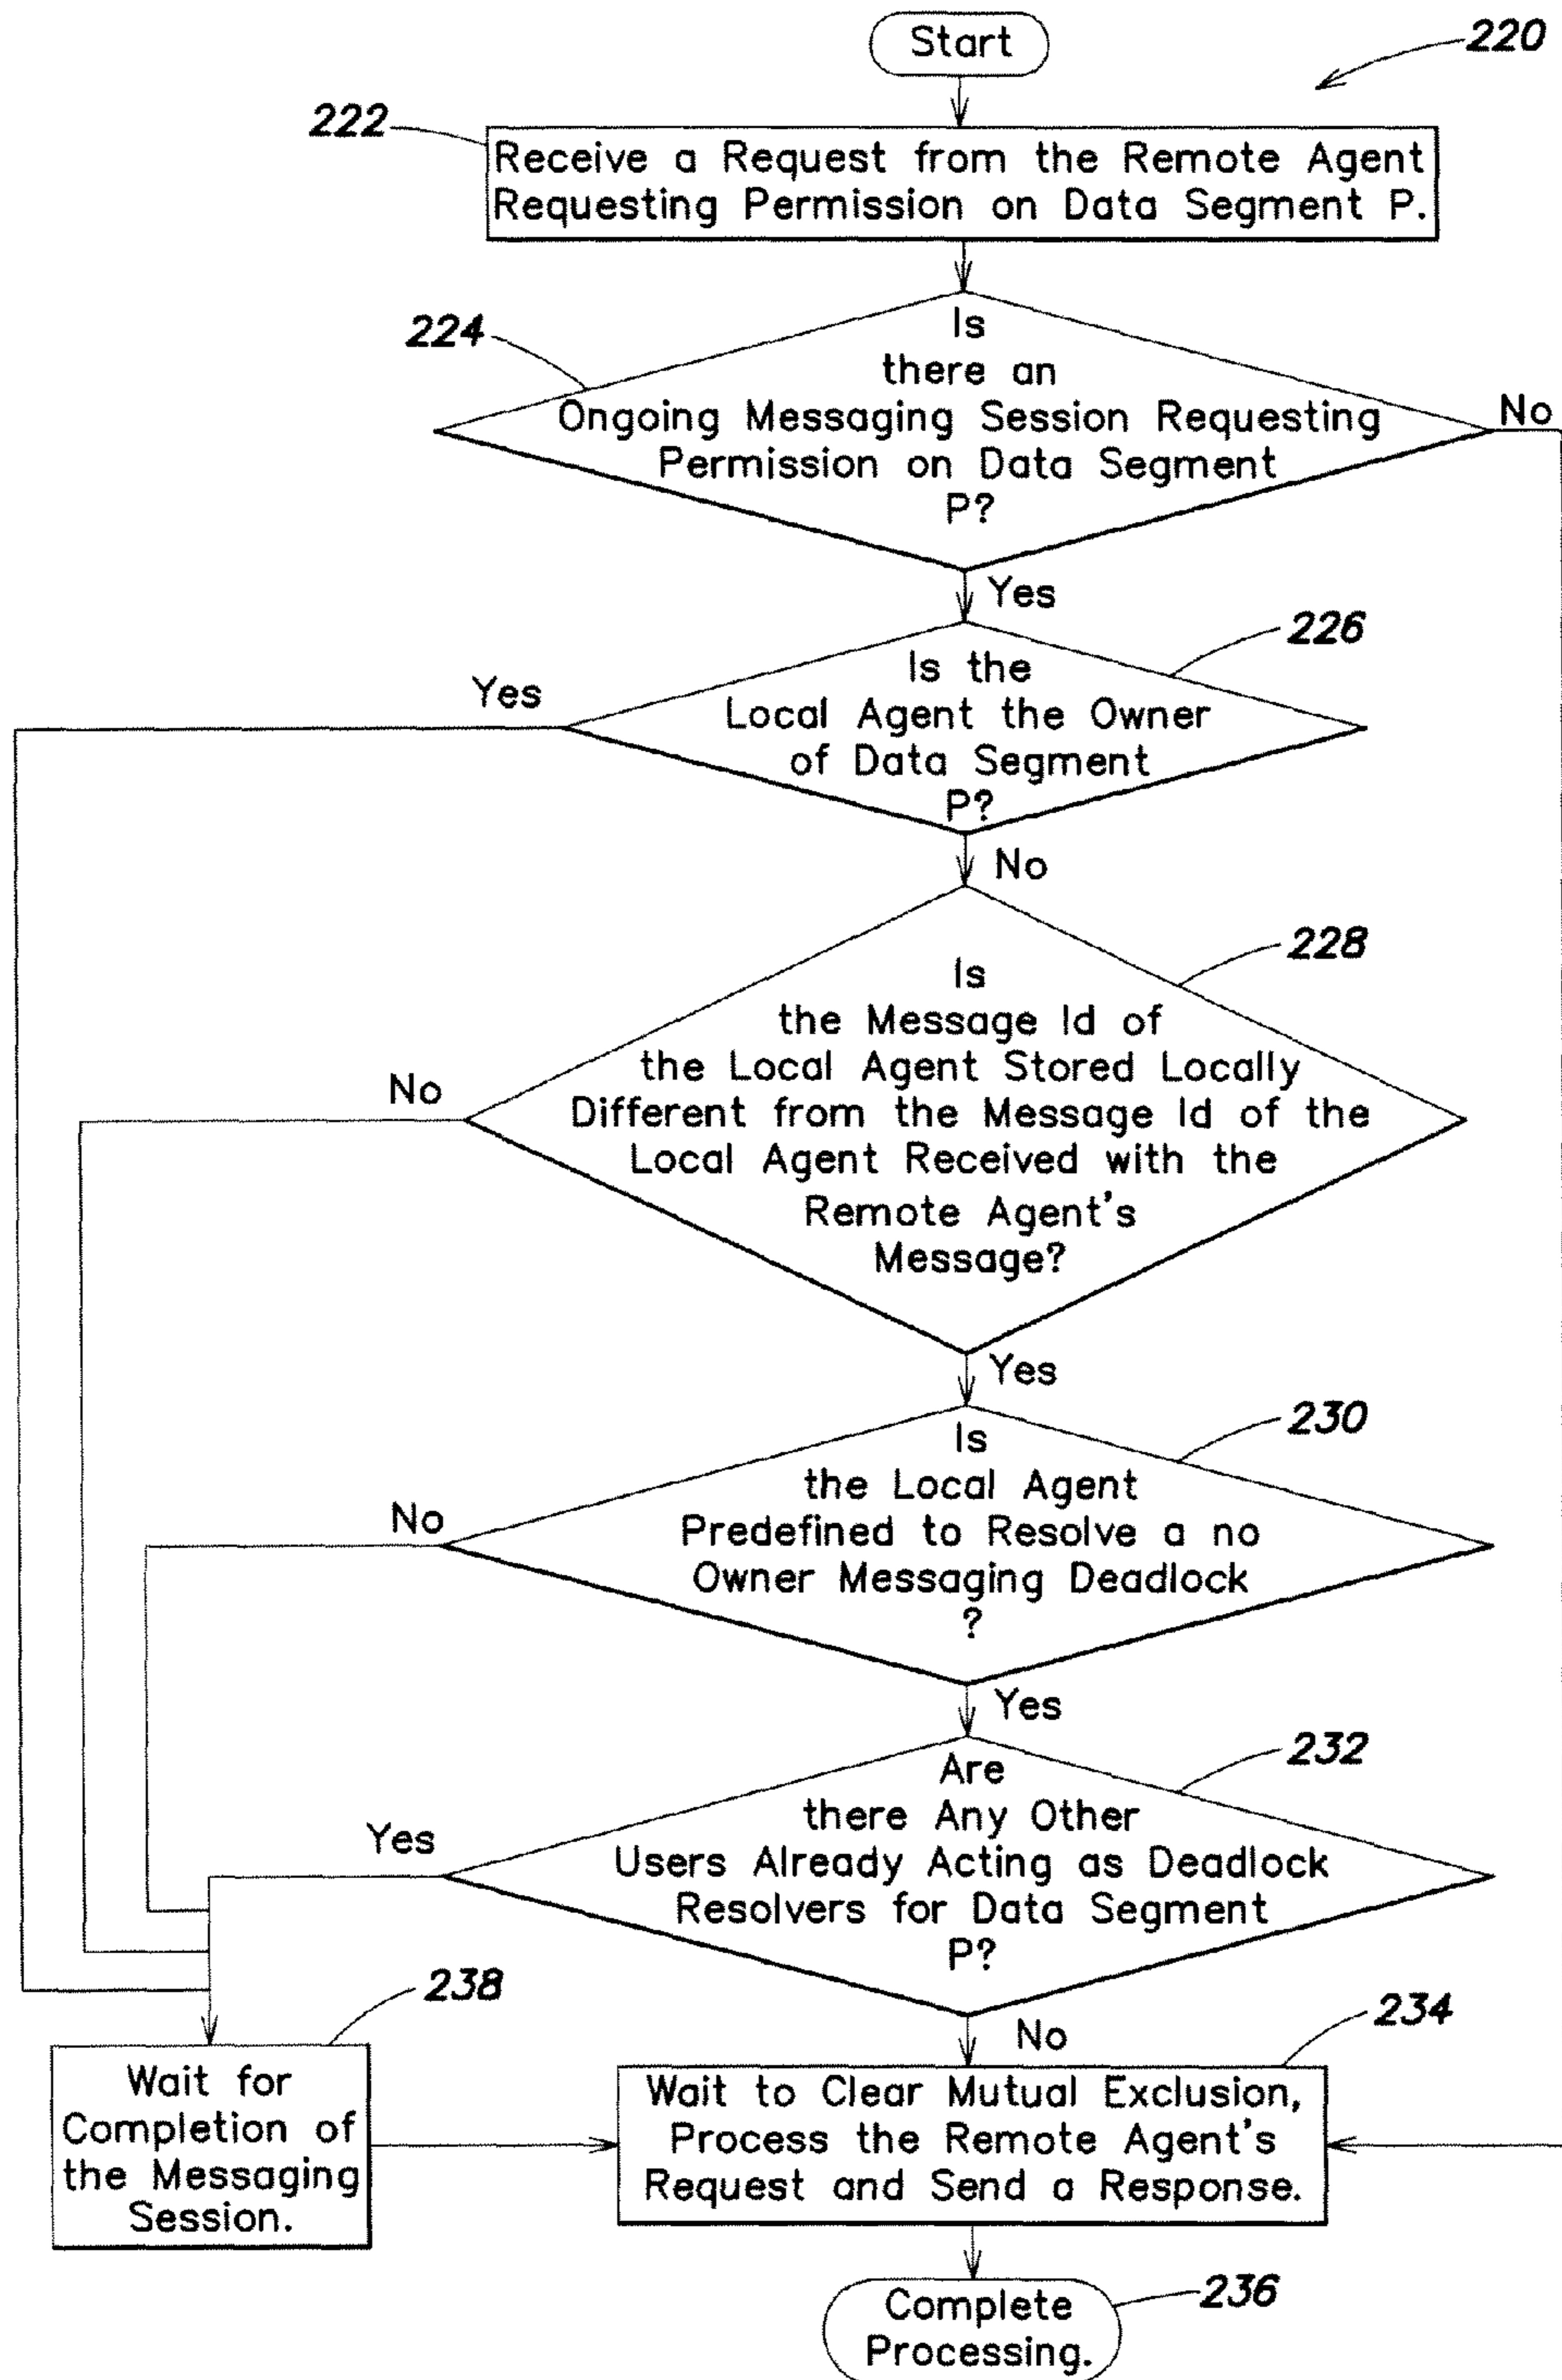 Start
220
222
Receive a Request from the Remote Agent
Requesting Permission on Data Segment P.
224
Is
there an
Ongoing Messaging Session Requesting
Permission on Data Segment
P?
No
Yes
226
Is the
Local Agent the Owner
of Data Segment
P?
Yes
No
228
Is
the Message Id of
the Local Agent Stored Locally
Different from the Message Id of the
Local Agent Received with the
Remote Agent's
Message?
No
Yes
230
Is
the Local Agent
Predefined to Resolve a no
Owner Messaging Deadlock
?
No
Yes
232
Are
there Any Other
Users Already Acting as Deadlock
Resolvers for Data Segment
P?
Yes
No
238
Wait for
Completion of
the Messaging
Session.
234
Wait to Clear Mutual Exclusion,
Process the Remote Agent's
Request and Send a Response.
236
Complete
Processing.